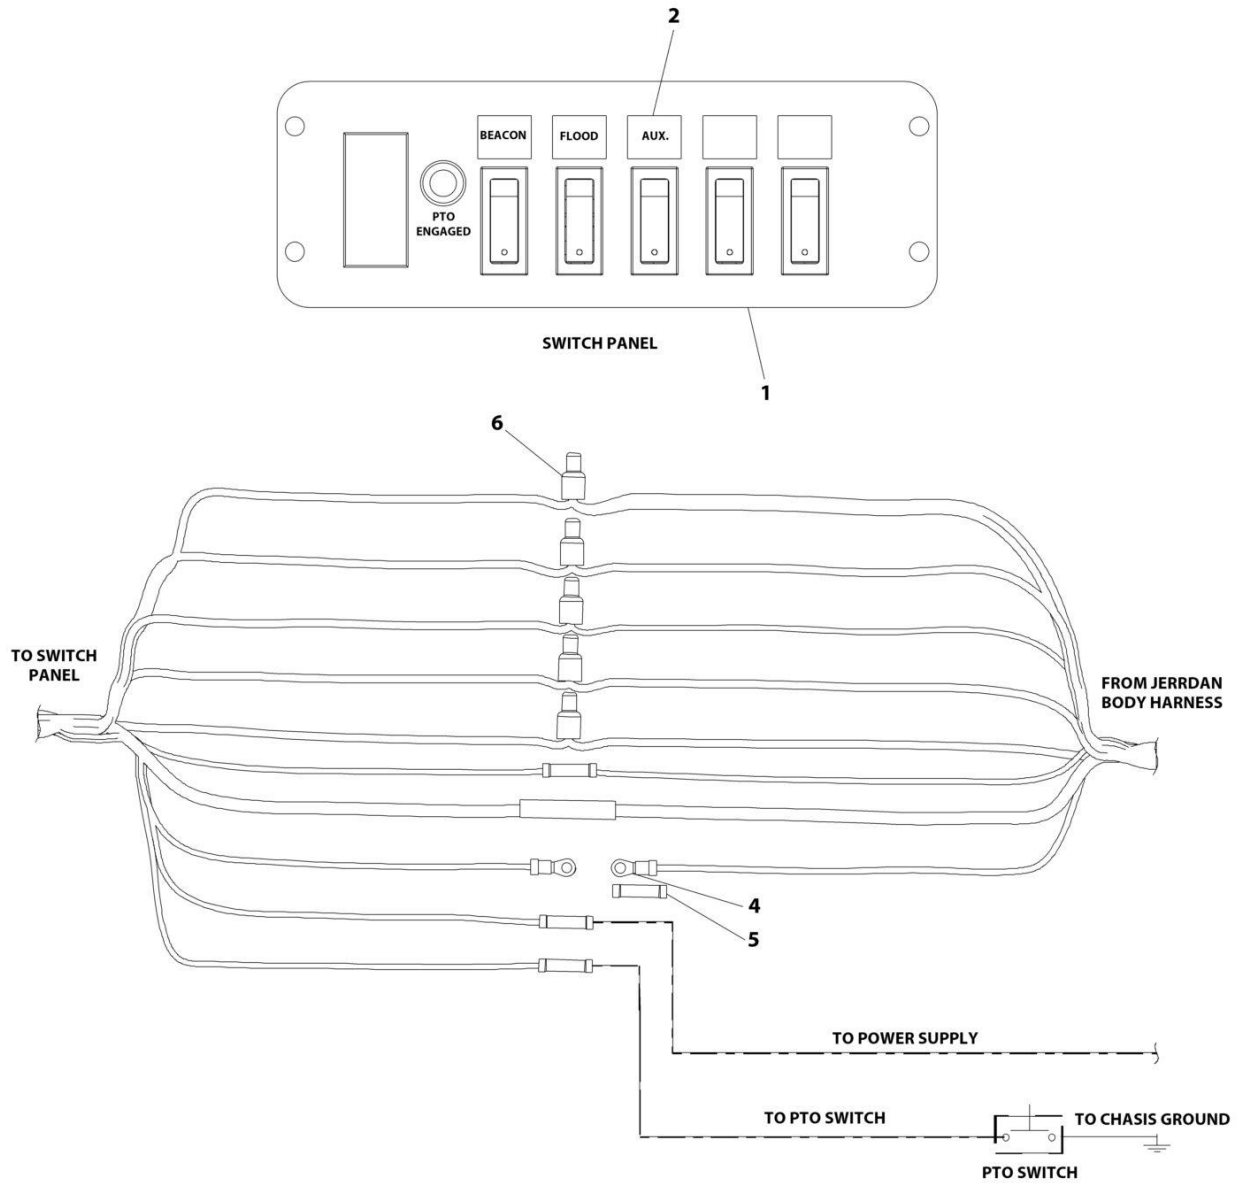 2
BEACON
FLOOD
AUX.
PTO
ENGAGED
SWITCH PANEL
1
6
TO SWITCH
PANEL
FROM JERRDAN
BODY HARNESS
4
5
TO POWER SUPPLY
TO PTO SWITCH
TO CHASIS GROUND
PTO SWITCH